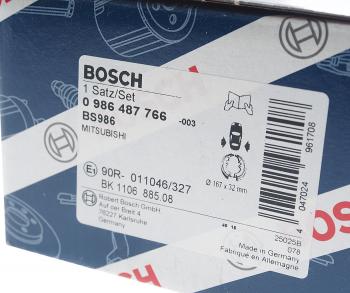 BOSCH
1 Satz/Set
0 986 487 766 -003
BS986
MITSUBISHI
Ø 167 x 32 mm
E1 90R- 011046/327
BK 1106 885.08
Robert Bosch GmbH
Auf der Breit 4
76227 Karlsruhe
Germany
25025B
078
Made in Germany
Fabriqué en Allemagne
4 047024 961708